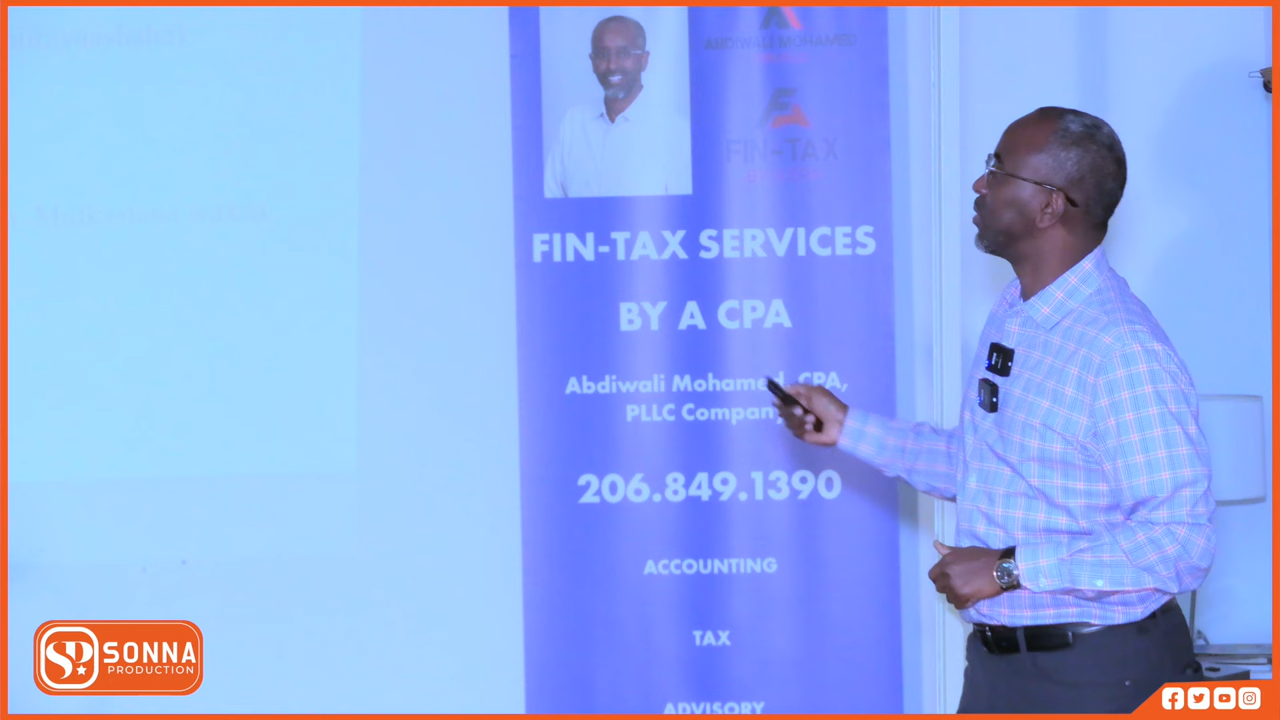 ABDIWALI MOHAMED
FIN-TAX
FIN-TAX SERVICES
BY A CPA
Abdiwali Mohamed, CPA,
PLLC Company
206.849.1390
ACCOUNTING
TAX
ADVISORY
SP SONNA
PRODUCTION